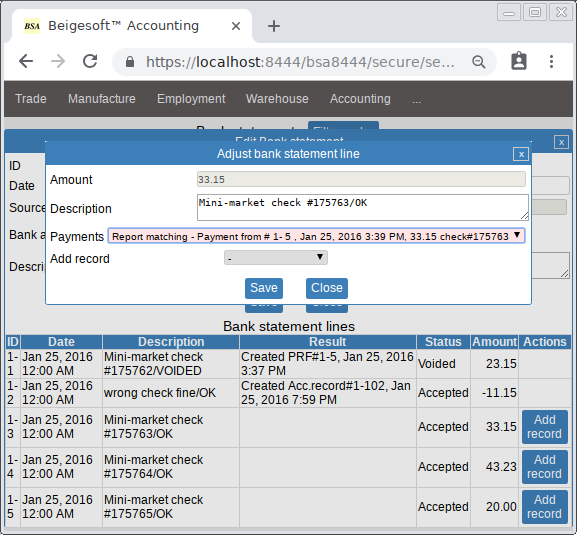 BSA Beigesoft™ Accounting
https://localhost:8444/bsa8444/secure/se...
Trade Manufacture Employment Warehouse Accounting ...
Edit Bank statement x
Adjust bank statement line x
ID
Date
Source
Bank a
Descrip
Amount 33.15
Description Mini-market check #175763/OK
Payments Report matching - Payment from # 1- 5 , Jan 25, 2016 3:39 PM, 33.15 check#175763
Add record -
Save Close
Save Close
Bank statement lines
ID Date Description Result Status Amount Actions
1-1 Jan 25, 2016 12:00 AM Mini-market check #175762/VOIDED Created PRF#1-5, Jan 25, 2016 3:37 PM Voided 23.15
1-2 Jan 25, 2016 12:00 AM wrong check fine/OK Created Acc.record#1-102, Jan 25, 2016 7:59 PM Accepted -11.15
1-3 Jan 25, 2016 12:00 AM Mini-market check #175763/OK Accepted 33.15 Add record
1-4 Jan 25, 2016 12:00 AM Mini-market check #175764/OK Accepted 43.23 Add record
1-5 Jan 25, 2016 12:00 AM Mini-market check #175765/OK Accepted 20.00 Add record